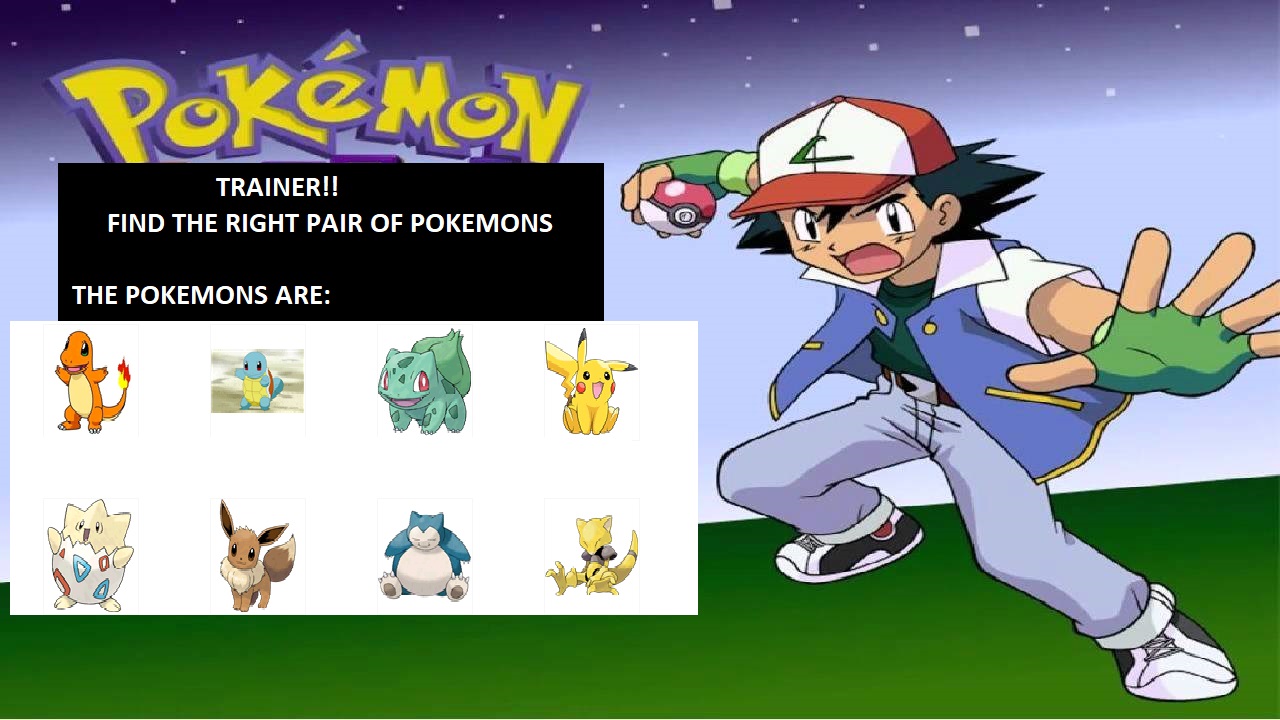 POKéMON
TRAINER!!
FIND THE RIGHT PAIR OF POKEMONS
THE POKEMONS ARE: